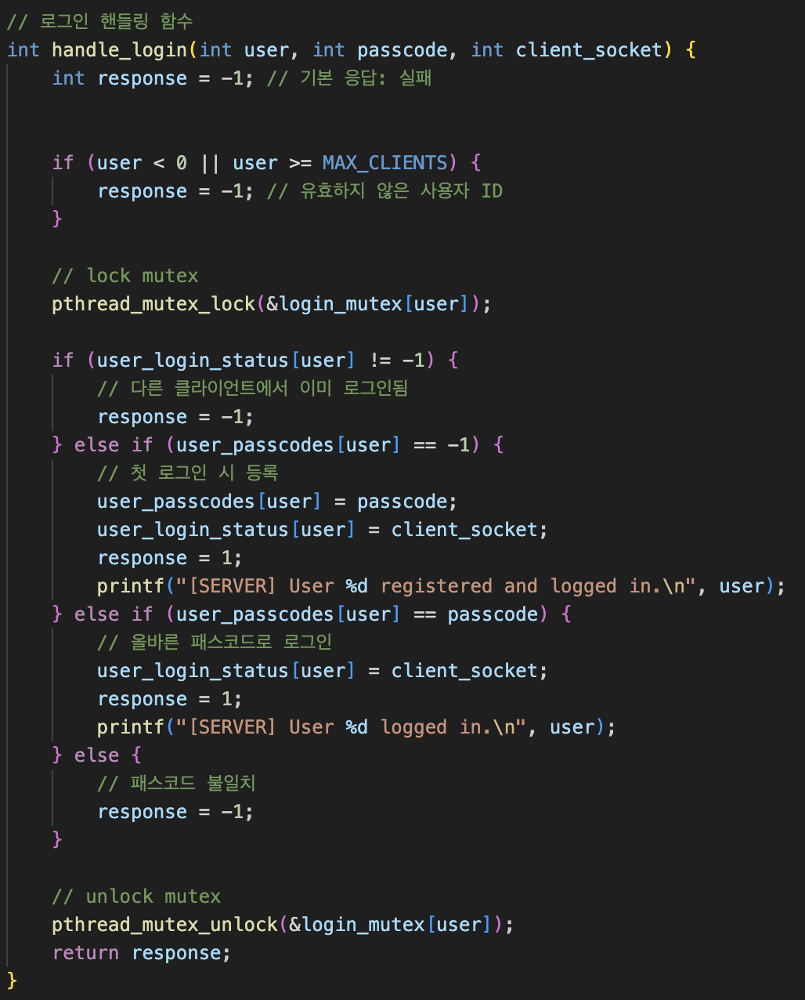 // 로그인 핸들링 함수
int handle_login(int user, int passcode, int client_socket) {
    int response = -1; // 기본 응답: 실패


    if (user < 0 || user >= MAX_CLIENTS) {
        response = -1; // 유효하지 않은 사용자 ID
    }

    // lock mutex
    pthread_mutex_lock(&login_mutex[user]);

    if (user_login_status[user] != -1) {
        // 다른 클라이언트에서 이미 로그인됨
        response = -1;
    } else if (user_passcodes[user] == -1) {
        // 첫 로그인 시 등록
        user_passcodes[user] = passcode;
        user_login_status[user] = client_socket;
        response = 1;
        printf("[SERVER] User %d registered and logged in.\n", user);
    } else if (user_passcodes[user] == passcode) {
        // 올바른 패스코드로 로그인
        user_login_status[user] = client_socket;
        response = 1;
        printf("[SERVER] User %d logged in.\n", user);
    } else {
        // 패스코드 불일치
        response = -1;
    }

    // unlock mutex
    pthread_mutex_unlock(&login_mutex[user]);
    return response;
}